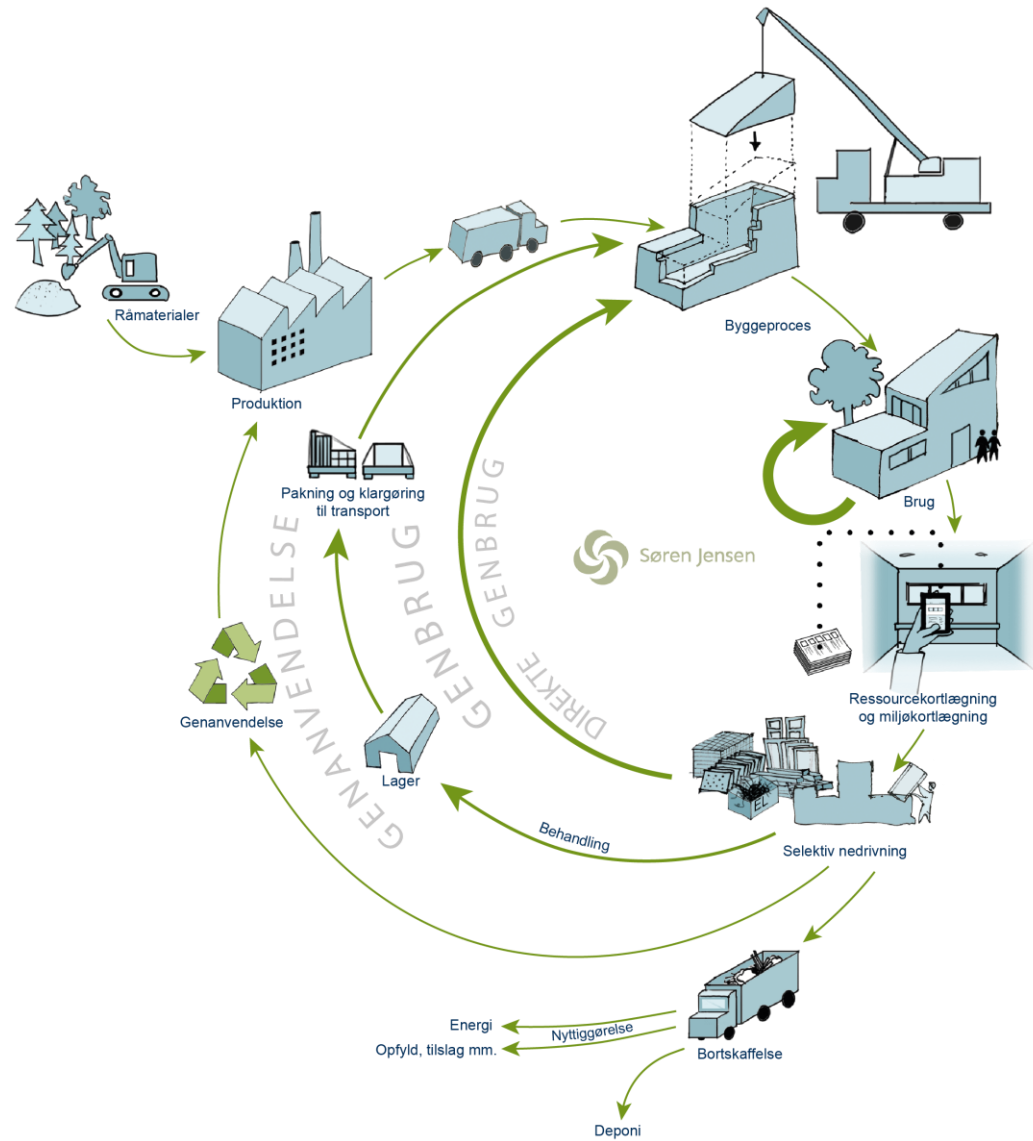 Råmaterialer
Produktion
Byggeproces
Pakning og klargøring
til transport
Brug
GENANVENDELSE
GENBRUG
DIREKTE GENBRUG
Søren Jensen
Genanvendelse
Lager
Ressourcekortlægning
og miljøkortlægning
EL
Behandling
Selektiv nedrivning
Energi
Nyttiggørelse
Opfyld, tilslag mm.
Bortskaffelse
Deponi